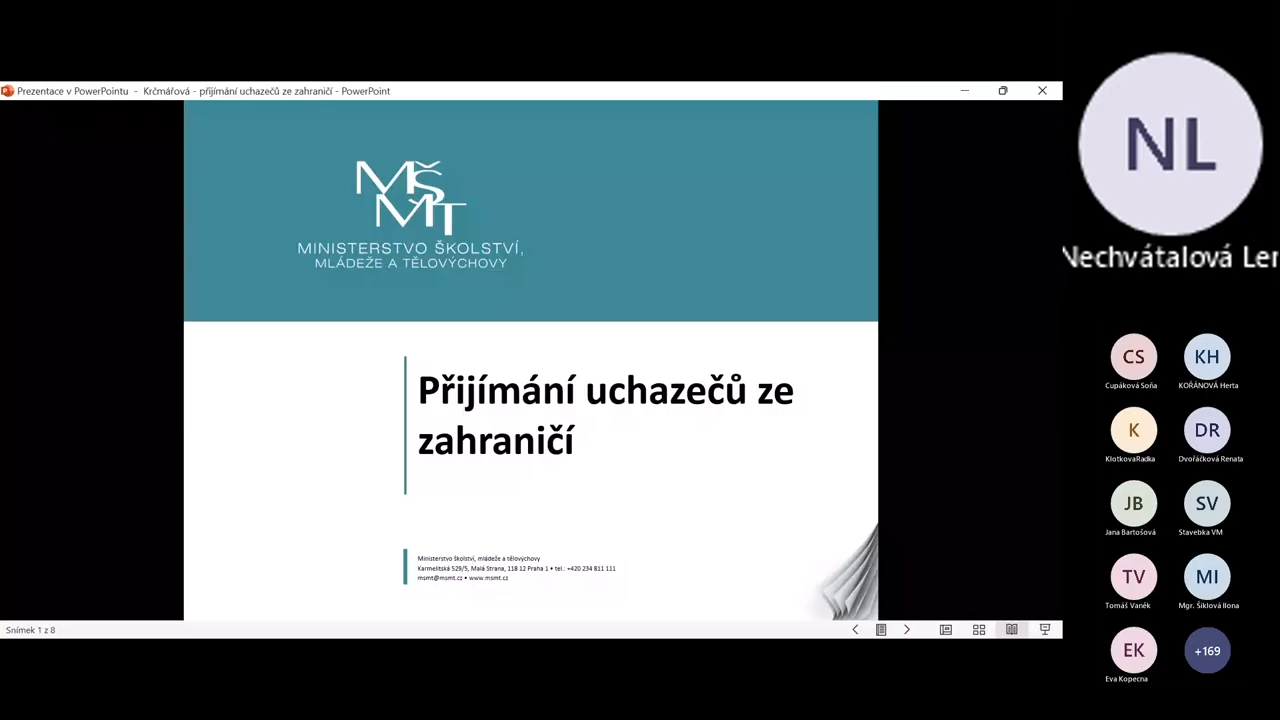 Prezentace v PowerPointu - Krčmářová - přijímání uchazečů ze zahraničí - PowerPoint
MŠ
MT
MINISTERSTVO ŠKOLSTVÍ,
MLÁDEŽE A TĚLOVÝCHOVY
Přijímání uchazečů ze
zahraničí
Ministerstvo školství, mládeže a tělovýchovy
Karmelitská 529/5, Malá Strana, 118 12 Praha 1 • tel.: +420 234 811 111
msmt@msmt.cz • www.msmt.cz
Snímek 1 z 8
NL
Nechvátalová Ler
CS
KH
Cupáková Soňa
KOŘÁNOVÁ Herta
K
DR
KlotkovaRadka
Dvořáčková Renata
JB
SV
Jana Bartošová
Stavebka VM
TV
MI
Tomáš Vaněk
Mgr. Šiklová Ilona
EK
+169
Eva Kopecna